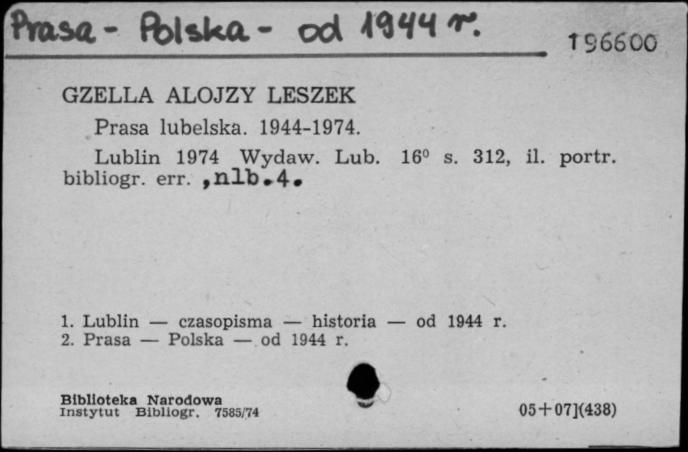 Prasa - Polska - od 1944 r.
196600
GZELLA ALOJZY LESZEK
Prasa lubelska. 1944-1974.
Lublin 1974 Wydaw. Lub. 16⁰ s. 312, il. portr.
bibliogr. err. ,nlb.4.
1. Lublin — czasopisma — historia — od 1944 r.
2. Prasa — Polska — od 1944 r.
Biblioteka Narodowa
Instytut Bibliogr. 7585/74
05+07](438)